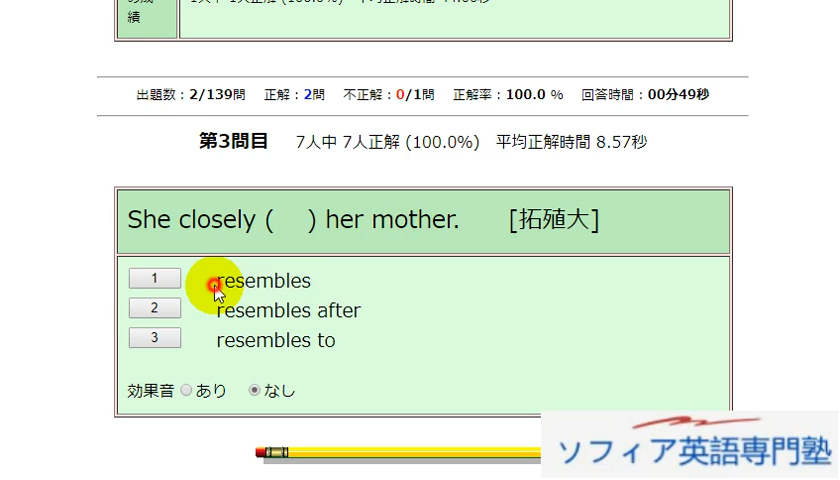 績
出題数：2/139問 正解：2問 不正解：0/1問 正解率：100.0 % 回答時間：00分49秒
第3問目 7人中 7人正解 (100.0%) 平均正解時間 8.57秒
She closely ( ) her mother. [拓殖大]
1 resembles
2 resembles after
3 resembles to
効果音 あり なし
ソフィア英語専門塾